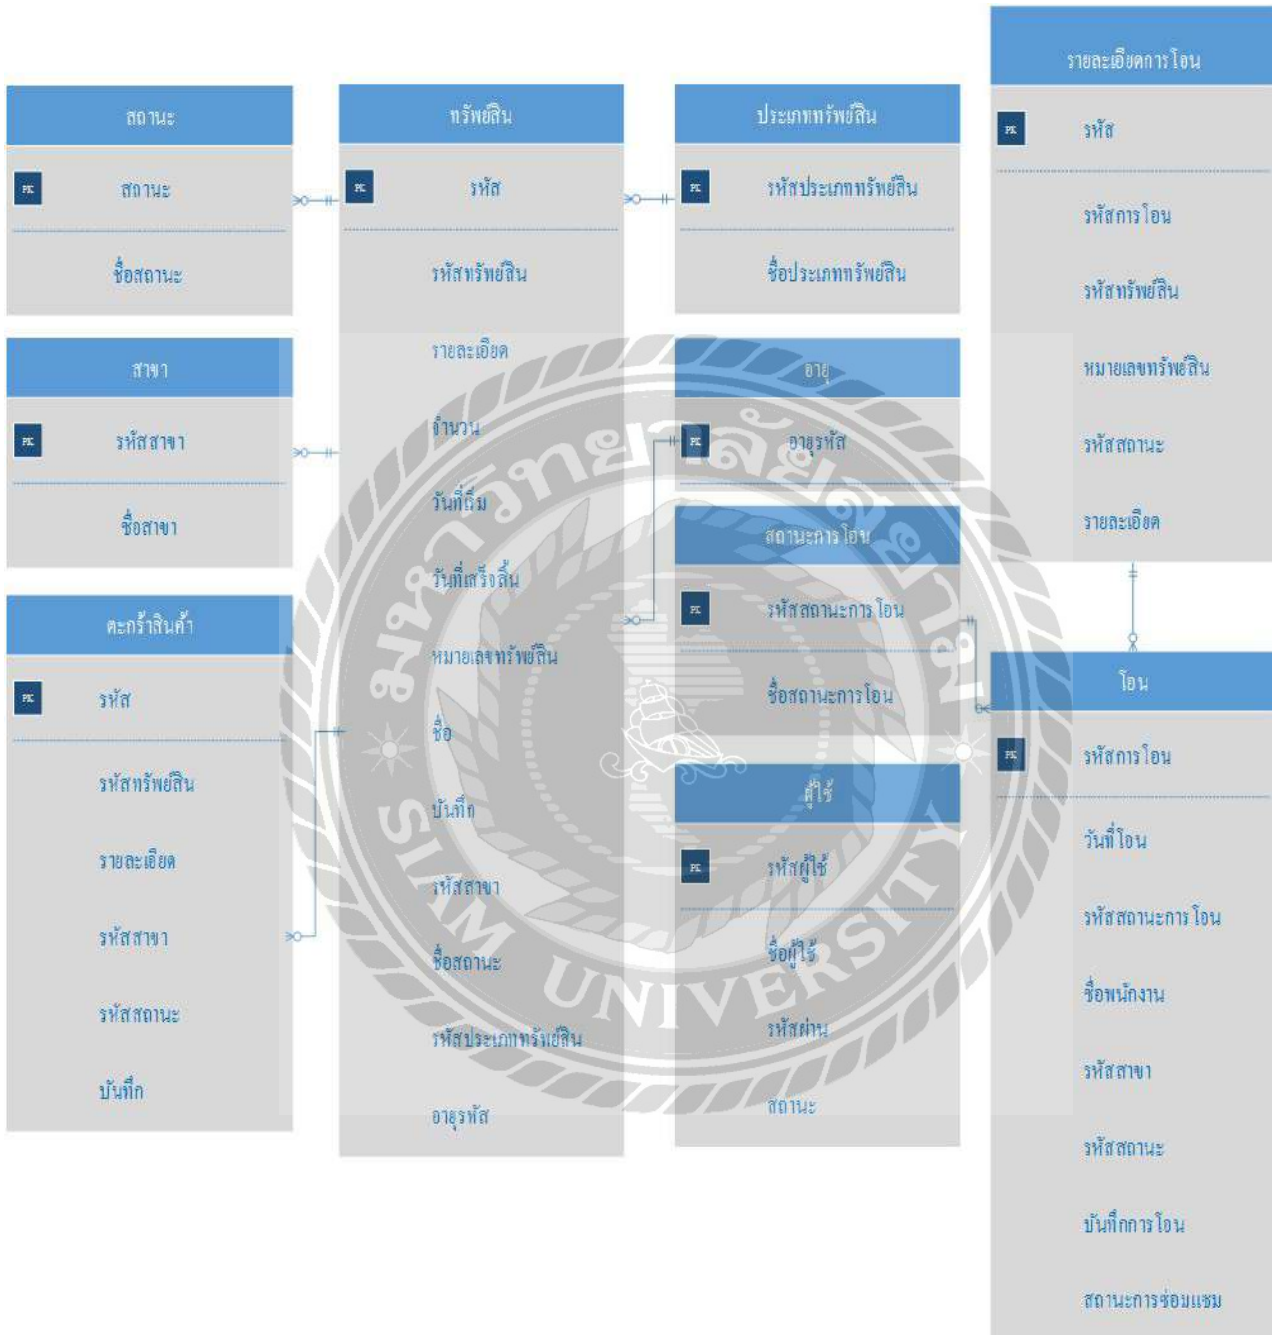 สถานะ
PK สถานะ
ชื่อสถานะ
สาขา
PK รหัสสาขา
ชื่อสาขา
ตะกร้าสินค้า
PK รหัส
รหัสทรัพย์สิน
รายละเอียด
รหัสสาขา
รหัสสถานะ
บันทึก
ทรัพย์สิน
PK รหัส
รหัสทรัพย์สิน
รายละเอียด
จำนวน
วันที่เริ่ม
วันที่เสร็จสิ้น
หมายเลขทรัพย์สิน
ชื่อ
บันทึก
รหัสสาขา
ชื่อสถานะ
รหัสประเภททรัพย์สิน
อายุรหัส
ประเภททรัพย์สิน
PK รหัสประเภททรัพย์สิน
ชื่อประเภททรัพย์สิน
อายุ
PK อายุรหัส
สถานะการโอน
PK รหัสสถานะการโอน
ชื่อสถานะการโอน
ผู้ใช้
PK รหัสผู้ใช้
ชื่อผู้ใช้
รหัสผ่าน
สถานะ
รายละเอียดการโอน
PK รหัส
รหัสการโอน
รหัสทรัพย์สิน
หมายเลขทรัพย์สิน
รหัสสถานะ
รายละเอียด
โอน
PK รหัสการโอน
วันที่โอน
รหัสสถานะการโอน
ชื่อพนักงาน
รหัสสาขา
รหัสสถานะ
บันทึกการโอน
สถานะการซ่อมแซม
มหาวิทยาลัยสยาม
SIAM UNIVERSITY